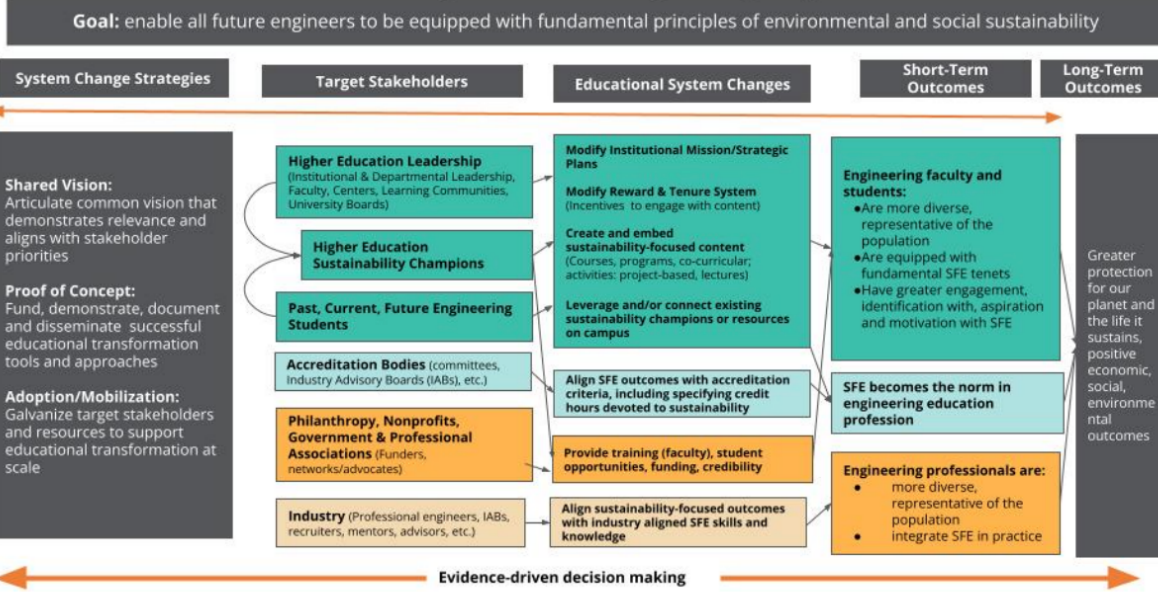 Goal: enable all future engineers to be equipped with fundamental principles of environmental and social sustainability
System Change Strategies
Target Stakeholders
Educational System Changes
Short-Term
Outcomes
Long-Term
Outcomes
Shared Vision:
Articulate common vision that
demonstrates relevance and
aligns with stakeholder
priorities
Proof of Concept:
Fund, demonstrate, document
and disseminate successful
educational transformation
tools and approaches
Adoption/Mobilization:
Galvanize target stakeholders
and resources to support
educational transformation at
scale
Higher Education Leadership
(Institutional & Departmental Leadership,
Faculty, Centers, Learning Communities,
University Boards)
Higher Education
Sustainability Champions
Past, Current, Future Engineering
Students
Accreditation Bodies (committees,
Industry Advisory Boards (IABs), etc.)
Philanthropy, Nonprofits,
Government & Professional
Associations (Funders,
networks/advocates)
Industry (Professional engineers, IABs,
recruiters, mentors, advisors, etc.)
Modify Institutional Mission/Strategic
Plans
Modify Reward & Tenure System
(Incentives to engage with content)
Create and embed
sustainability-focused content
(Courses, programs, co-curricular;
activities: project-based, lectures)
Leverage and/or connect existing
sustainability champions or resources
on campus
Align SFE outcomes with accreditation
criteria, including specifying credit
hours devoted to sustainability
Provide training (faculty), student
opportunities, funding, credibility
Align sustainability-focused outcomes
with industry aligned SFE skills and
knowledge
Engineering faculty and
students:
●Are more diverse,
representative of the
population
●Are equipped with
fundamental SFE tenets
●Have greater engagement,
identification with, aspiration
and motivation with SFE
SFE becomes the norm in
engineering education
profession
Engineering professionals are:
● more diverse,
representative of the
population
● integrate SFE in practice
Greater
protection
for our
planet and
the life it
sustains,
positive
economic,
social,
environme
ntal
outcomes
Evidence-driven decision making